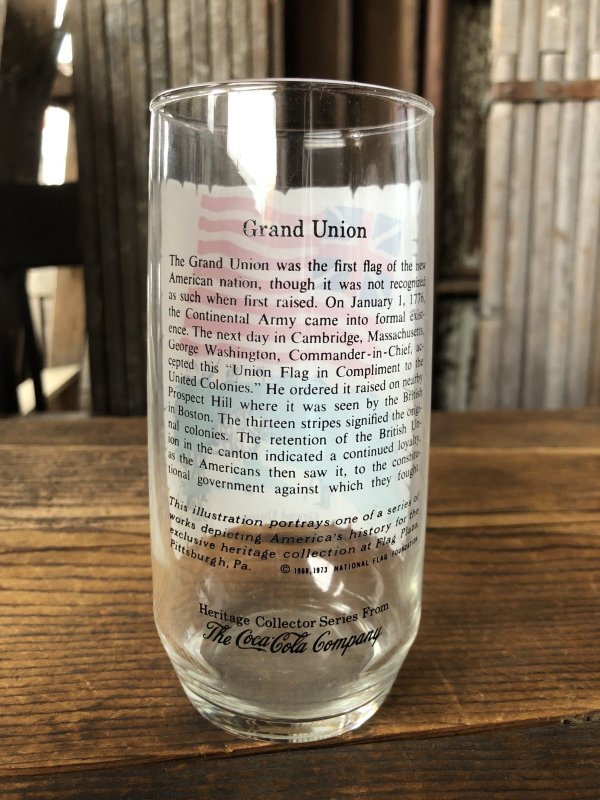 Grand Union
The Grand Union was the first flag of the new
American nation, though it was not recognized
as such when first raised. On January 1, 1776,
the Continental Army came into formal exist-
ence. The next day in Cambridge, Massachusetts,
George Washington, Commander-in-Chief, ac-
cepted this "Union Flag in Compliment to the
United Colonies." He ordered it raised on nearby
Prospect Hill where it was seen by the British
in Boston. The thirteen stripes signified the origi-
nal colonies. The retention of the British Un-
ion in the canton indicated a continued loyalty,
as the Americans then saw it, to the constitu-
tional government against which they fought.
This illustration portrays one of a series of
works depicting America's history for the
exclusive heritage collection at Flag Plaza,
Pittsburgh, Pa. © 1968, 1973 NATIONAL FLAG FOUNDATION
Heritage Collector Series From
The Coca-Cola Company